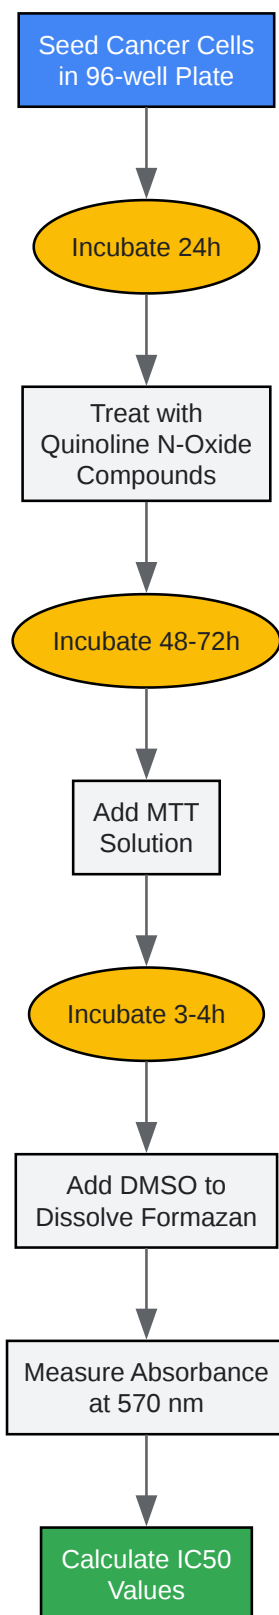 Seed Cancer Cells
in 96-well Plate
Incubate 24h
Treat with
Quinoline N-Oxide
Compounds
Incubate 48-72h
Add MTT
Solution
Incubate 3-4h
Add DMSO to
Dissolve Formazan
Measure Absorbance
at 570 nm
Calculate IC50
Values